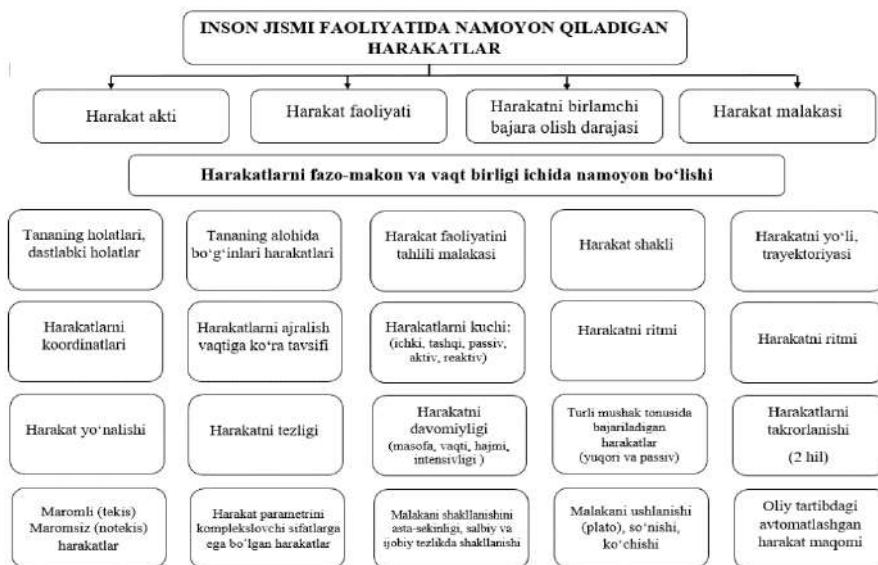 INSON JISMI FAOLIYATIDA NAMOYON QILADIGAN
HARAKATLAR
Harakat akti
Harakat faoliyati
Harakatni birlamchi
bajara olish darajasi
Harakat malakasi
Harakatlarni fazo-makon va vaqt birligi ichida namoyon bo‘lishi
Tananing holatlari,
dastlabki holatlar
Tananing alohida
bo‘g‘inlari harakatlari
Harakat faoliyatini
tahlili malakasi
Harakat shakli
Harakatni yo‘li,
trayektoriyasi
Harakatlarni
koordinatlari
Harakatlarni ajralish
vaqtiga ko‘ra tavsifi
Harakatlarni kuchi:
(ichki, tashqi, passiv,
aktiv, reaktiv)
Harakatni ritmi
Harakatni ritmi
Harakat yo‘nalishi
Harakatni tezligi
Harakatni
davomiyligi
(masofa, vaqti, hajmi,
intensivligi )
Turli mushak tonusida
bajariladigan
harakatlar
(yuqori va passiv)
Harakatlarni
takrorlanishi
(2 hil)
Maromli (tekis)
Maromsiz (notekis)
harakatlar
Harakat parametrini
komplekslovchi sifatlarga
ega bo‘lgan harakatlar
Malakani shakllanishini
asta-sekinligi, salbiy va
ijobiy tezlikda shakllanishi
Malakani ushlanishi
(plato), so‘nishi,
ko‘chishi
Oliy tartibdagi
avtomatlashgan
harakat maqomi